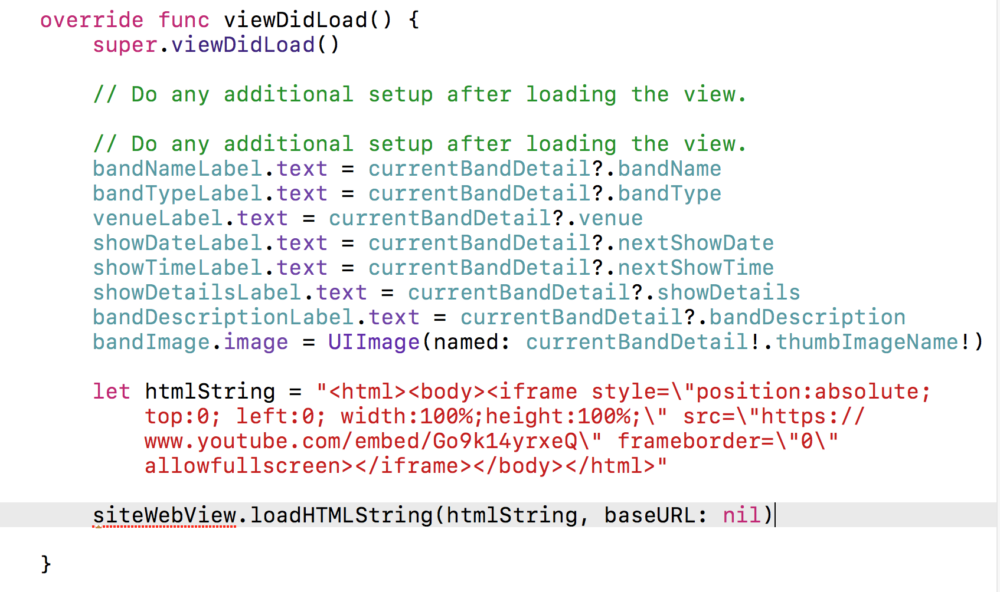 override func viewDidLoad() {
super.viewDidLoad()
// Do any additional setup after loading the view.
// Do any additional setup after loading the view.
bandNameLabel.text = currentBandDetail?.bandName
bandTypeLabel.text = currentBandDetail?.bandType
venueLabel.text = currentBandDetail?.venue
showDateLabel.text = currentBandDetail?.nextShowDate
showTimeLabel.text = currentBandDetail?.nextShowTime
showDetailsLabel.text = currentBandDetail?.showDetails
bandDescriptionLabel.text = currentBandDetail?.bandDescription
bandImage.image = UIImage(named: currentBandDetail!.thumbImageName!)
let htmlString = "<html><body><iframe style=\"position:absolute;
top:0; left:0; width:100%;height:100%;\" src=\"https://
www.youtube.com/embed/Go9k14yrxeQ\" frameborder=\"0\"
allowfullscreen></iframe></body></html>"
siteWebView.loadHTMLString(htmlString, baseURL: nil)
}